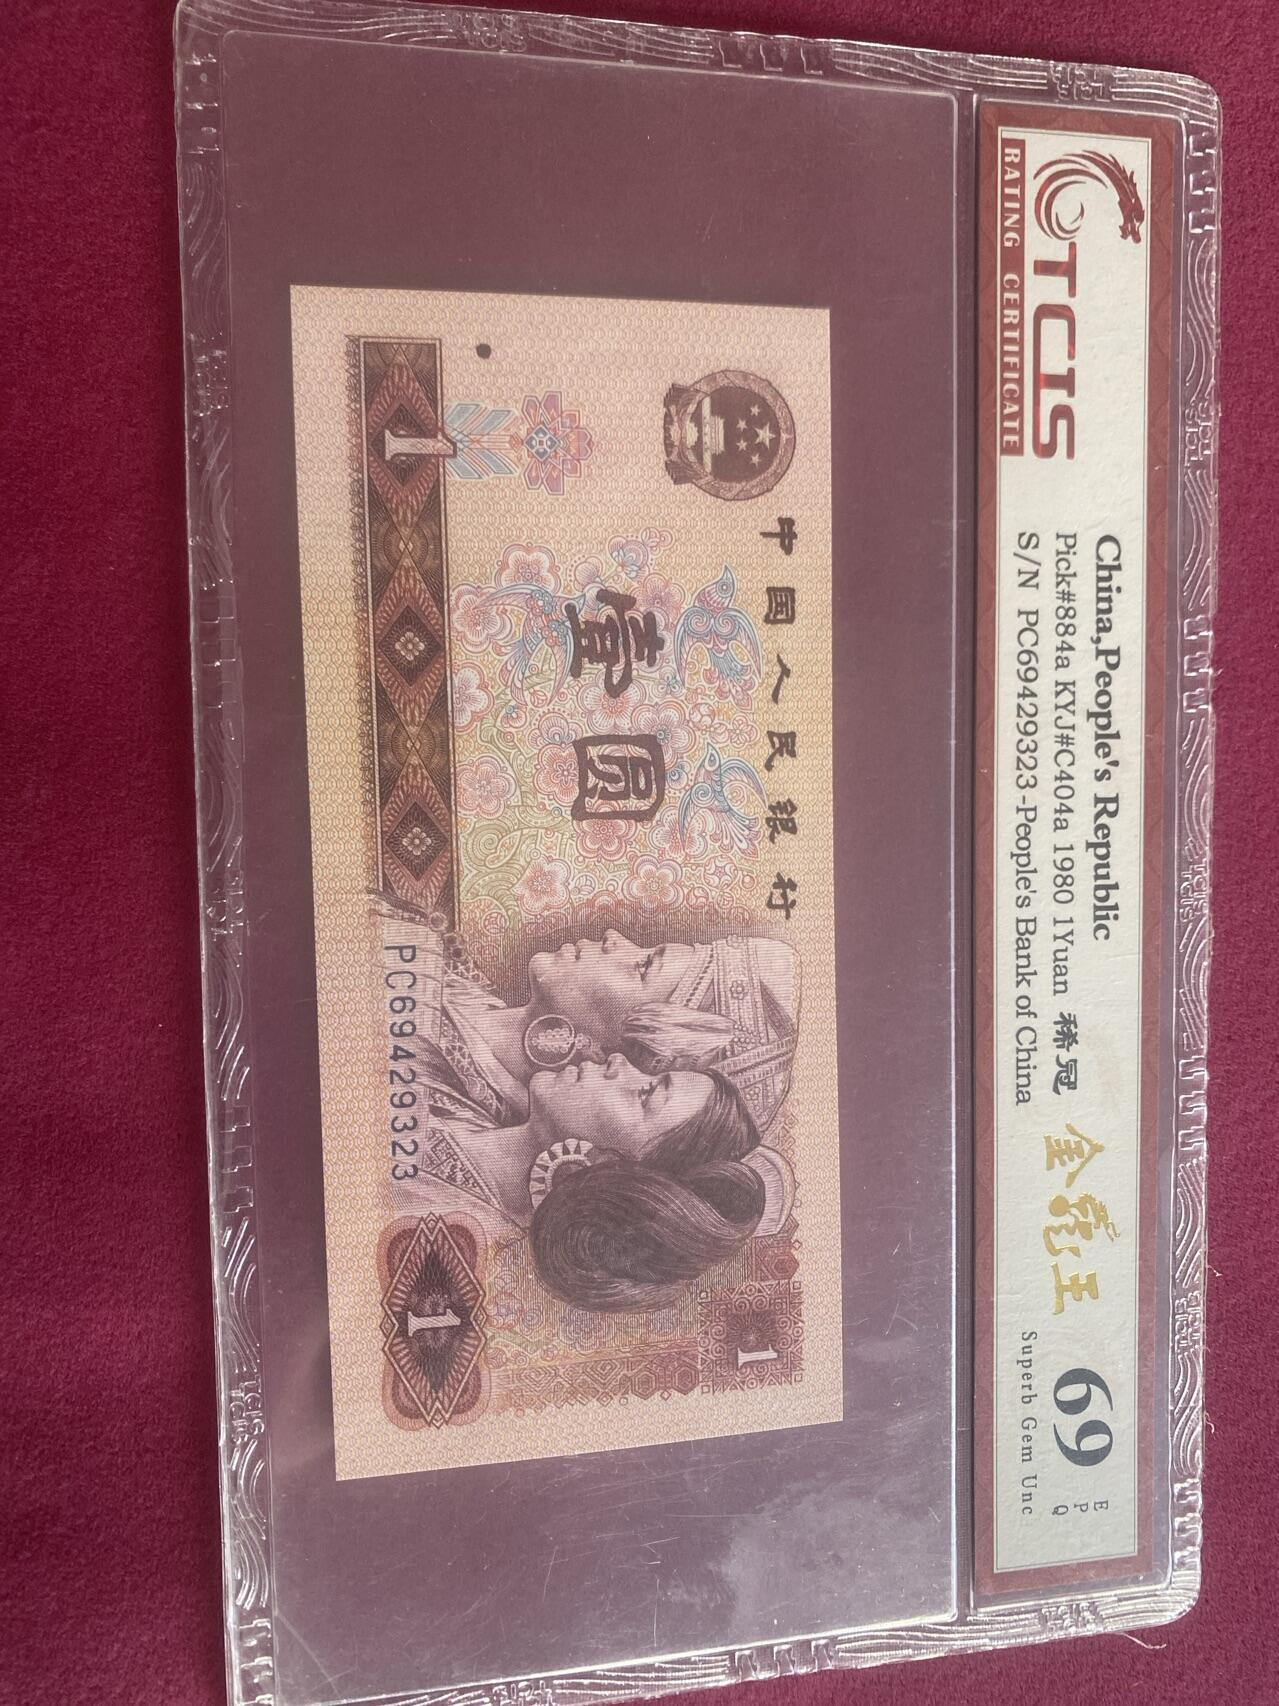 TCIS
RATING CERTIFICATE
China,People's Republic
Pick#884a KYJ#C404a 1980 1Yuan 稀冠
S/N PC69429323-People's Bank of China
金龙王
69
EPQ
Superb Gem Unc
中国人民银行
壹圆
1
PC69429323
1
1